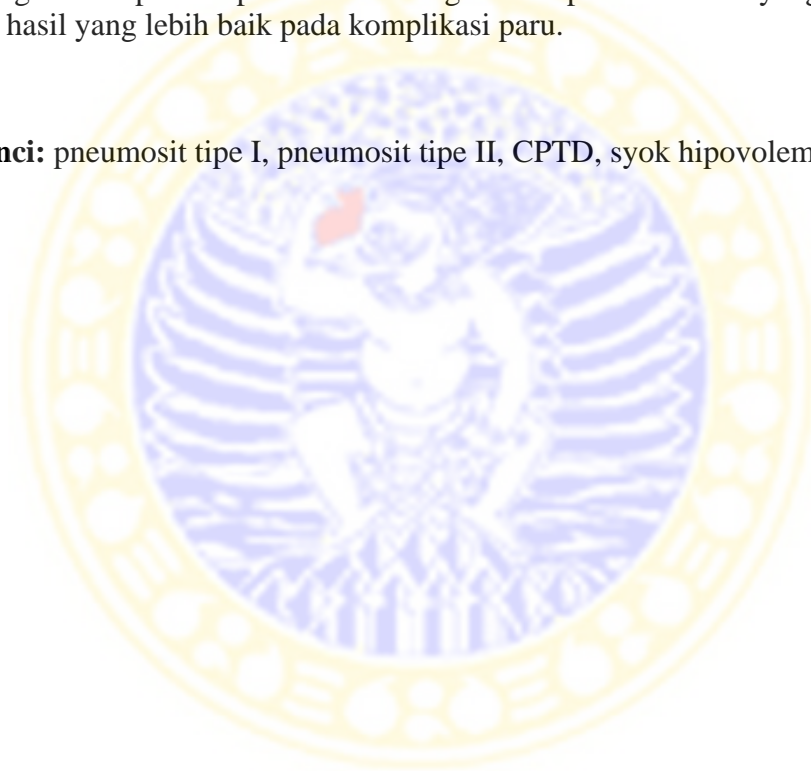 hasil yang lebih baik pada komplikasi paru.
nci: pneumosit tipe I, pneumosit tipe II, CPTD, syok hipovolem